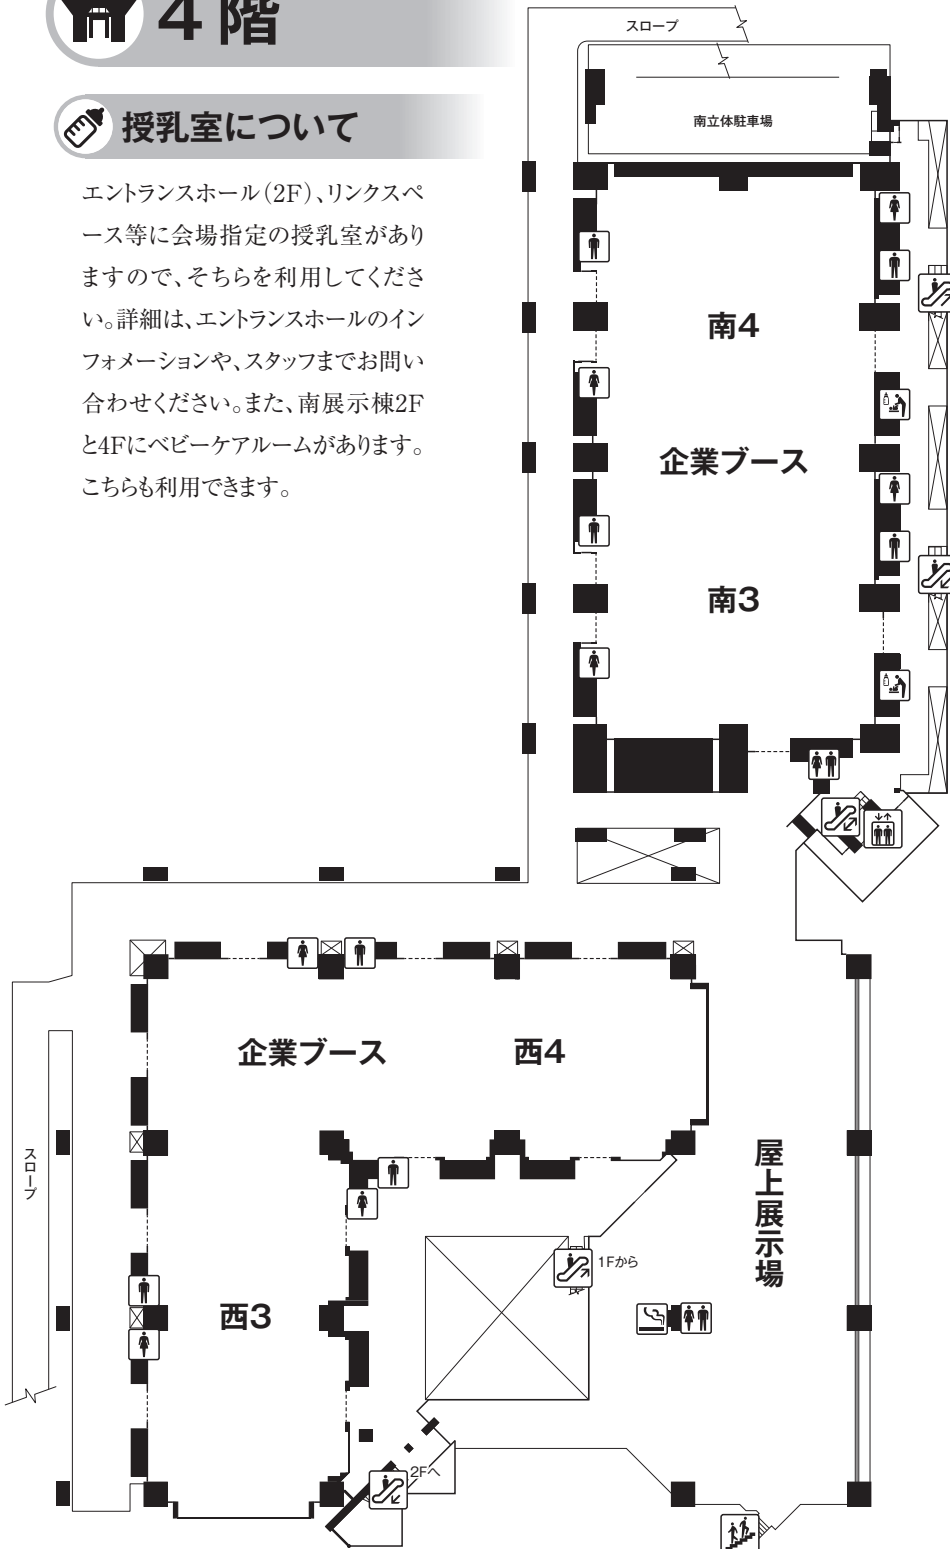 4階
授乳室について
エントランスホール(2F)、リンクスペ
ース等に会場指定の授乳室があり
ますので、そちらを利用してくださ
い。詳細は、エントランスホールのイン
フォメーションや、スタッフまでお問い
合わせください。また、南展示棟2F
と4Fにベビーケアルームがあります。
こちらも利用できます。
スロープ
南立体駐車場
南4
企業ブース
南3
企業ブース
西4
スロープ
屋上展示場
1Fから
西3
2Fへ